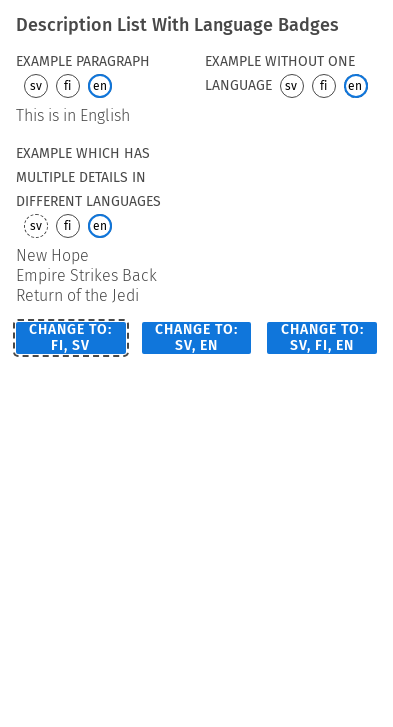 Description List With Language Badges
EXAMPLE PARAGRAPH
sv fi en
This is in English
EXAMPLE WITHOUT ONE
LANGUAGE sv fi en
EXAMPLE WHICH HAS
MULTIPLE DETAILS IN
DIFFERENT LANGUAGES
sv fi en
New Hope
Empire Strikes Back
Return of the Jedi
CHANGE TO:
FI, SV
CHANGE TO:
SV, EN
CHANGE TO:
SV, FI, EN